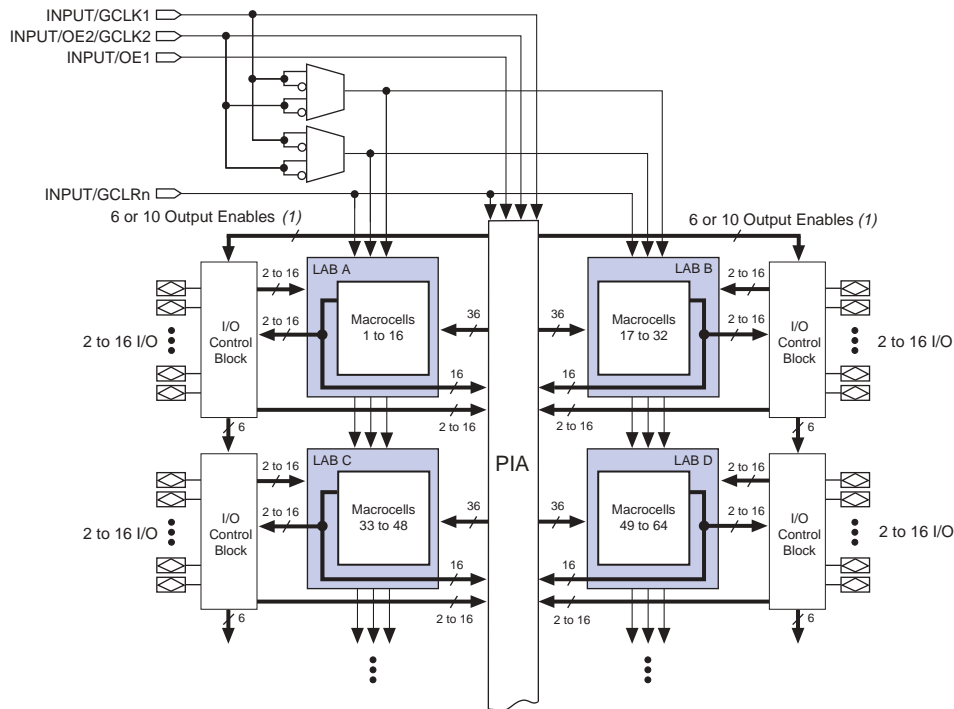 INPUT/GCLK1
INPUT/OE2/GCLK2
INPUT/OE1
INPUT/GCLRn
6 or 10 Output Enables (1)
6 or 10 Output Enables (1)
LAB A
LAB B
2 to 16
2 to 16
2 to 16 I/O
I/O
Control
Block
2 to 16
Macrocells
1 to 16
36
36
Macrocells
17 to 32
2 to 16
I/O
Control
Block
2 to 16 I/O
16
16
2 to 16
2 to 16
6
6
PIA
LAB C
LAB D
2 to 16
2 to 16
2 to 16 I/O
I/O
Control
Block
2 to 16
Macrocells
33 to 48
36
36
Macrocells
49 to 64
2 to 16
I/O
Control
Block
2 to 16 I/O
16
16
2 to 16
2 to 16
6
6